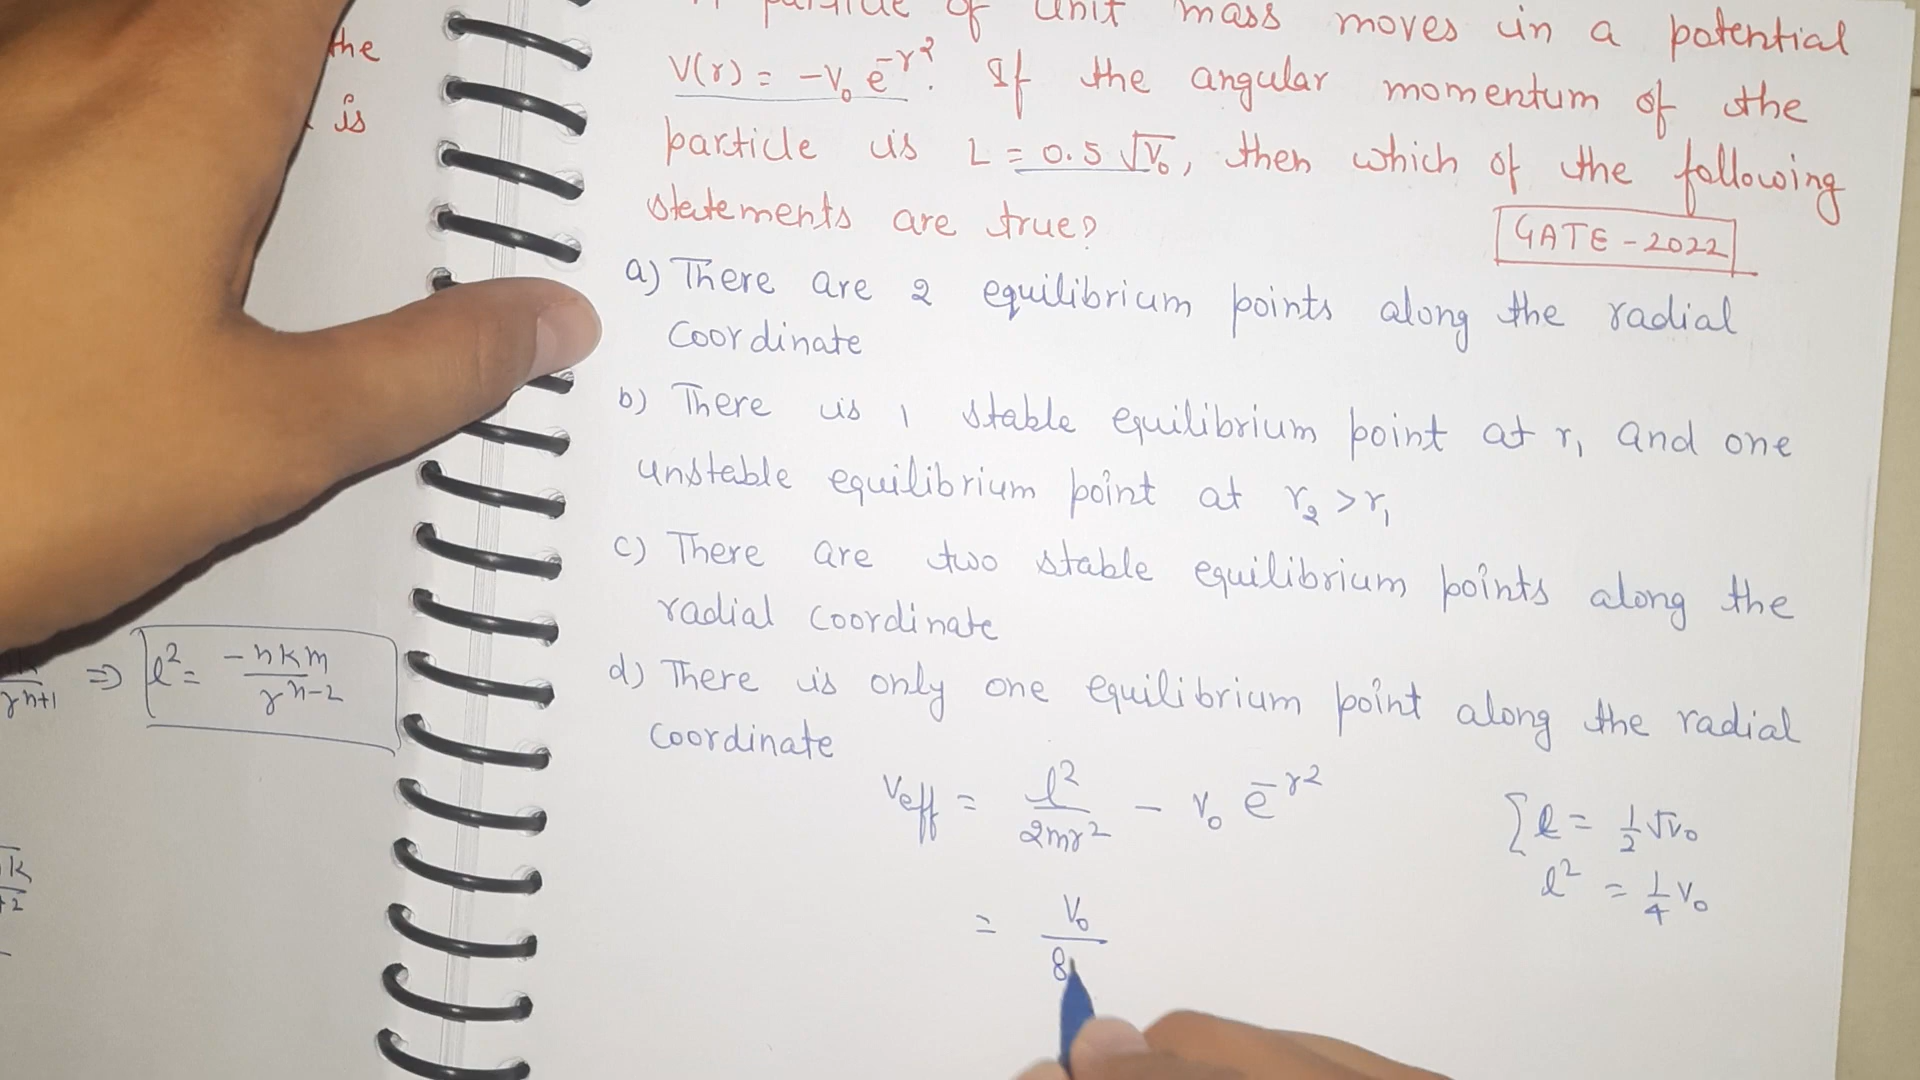 the
is
particle of unit mass moves in a potential
V(r) = -V₀ e^-r². If the angular momentum of the
particle is L = 0.5 √V₀, then which of the following
statements are true?
GATE - 2022
a) There are 2 equilibrium points along the radial
coordinate
b) There is 1 stable equilibrium point at r₁ and one
unstable equilibrium point at r₂ > r₁
c) There are two stable equilibrium points along the
radial coordinate
d) There is only one equilibrium point along the radial
coordinate
r^n+1 ⇒ l² = -nkm / r^n-2
Veff = l² / 2mr² - V₀ e^-r²
[l = 1/2 √V₀
l² = 1/4 V₀
= V₀ / 8